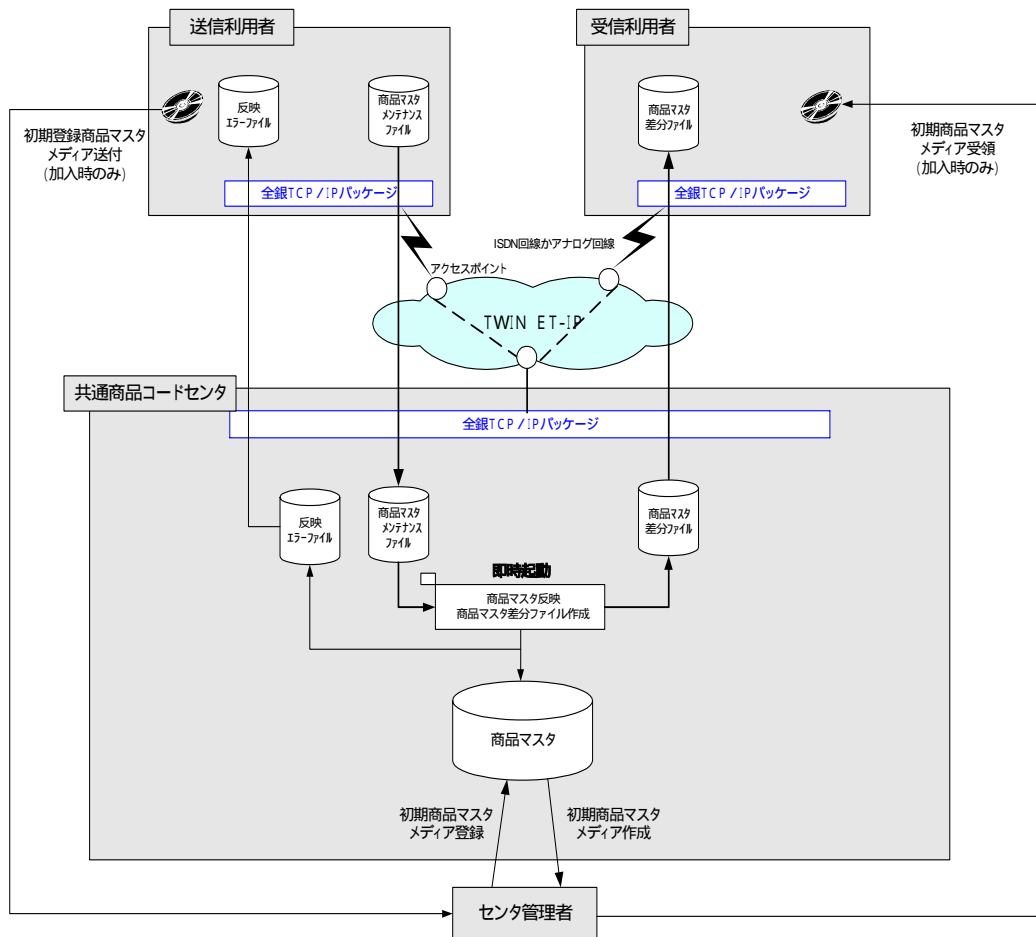 送信利用者
受信利用者
反映
エラーファイル
商品マスタ
メンテナンス
ファイル
商品マスタ
差分ファイル
初期登録商品マスタ
メディア送付
(加入時のみ)
初期商品マスタ
メディア受領
(加入時のみ)
全銀TCP/IPパッケージ
全銀TCP/IPパッケージ
ISDN回線かアナログ回線
アクセスポイント
TWIN ET-IP
共通商品コードセンタ
全銀TCP/IPパッケージ
反映
エラーファイル
商品マスタ
メンテナンス
ファイル
商品マスタ
差分ファイル
即時起動
商品マスタ反映
商品マスタ差分ファイル作成
商品マスタ
初期商品マスタ
メディア登録
初期商品マスタ
メディア作成
センタ管理者